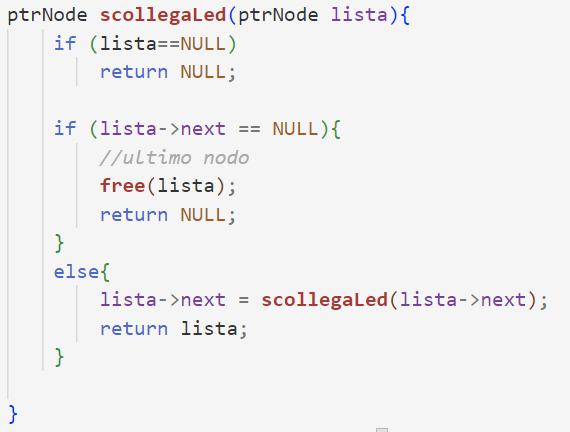 ptrNode scollegaLed(ptrNode lista){
if (lista==NULL)
return NULL;
if (lista->next == NULL){
//ultimo nodo
free(lista);
return NULL;
}
else{
lista->next = scollegaLed(lista->next);
return lista;
}
}